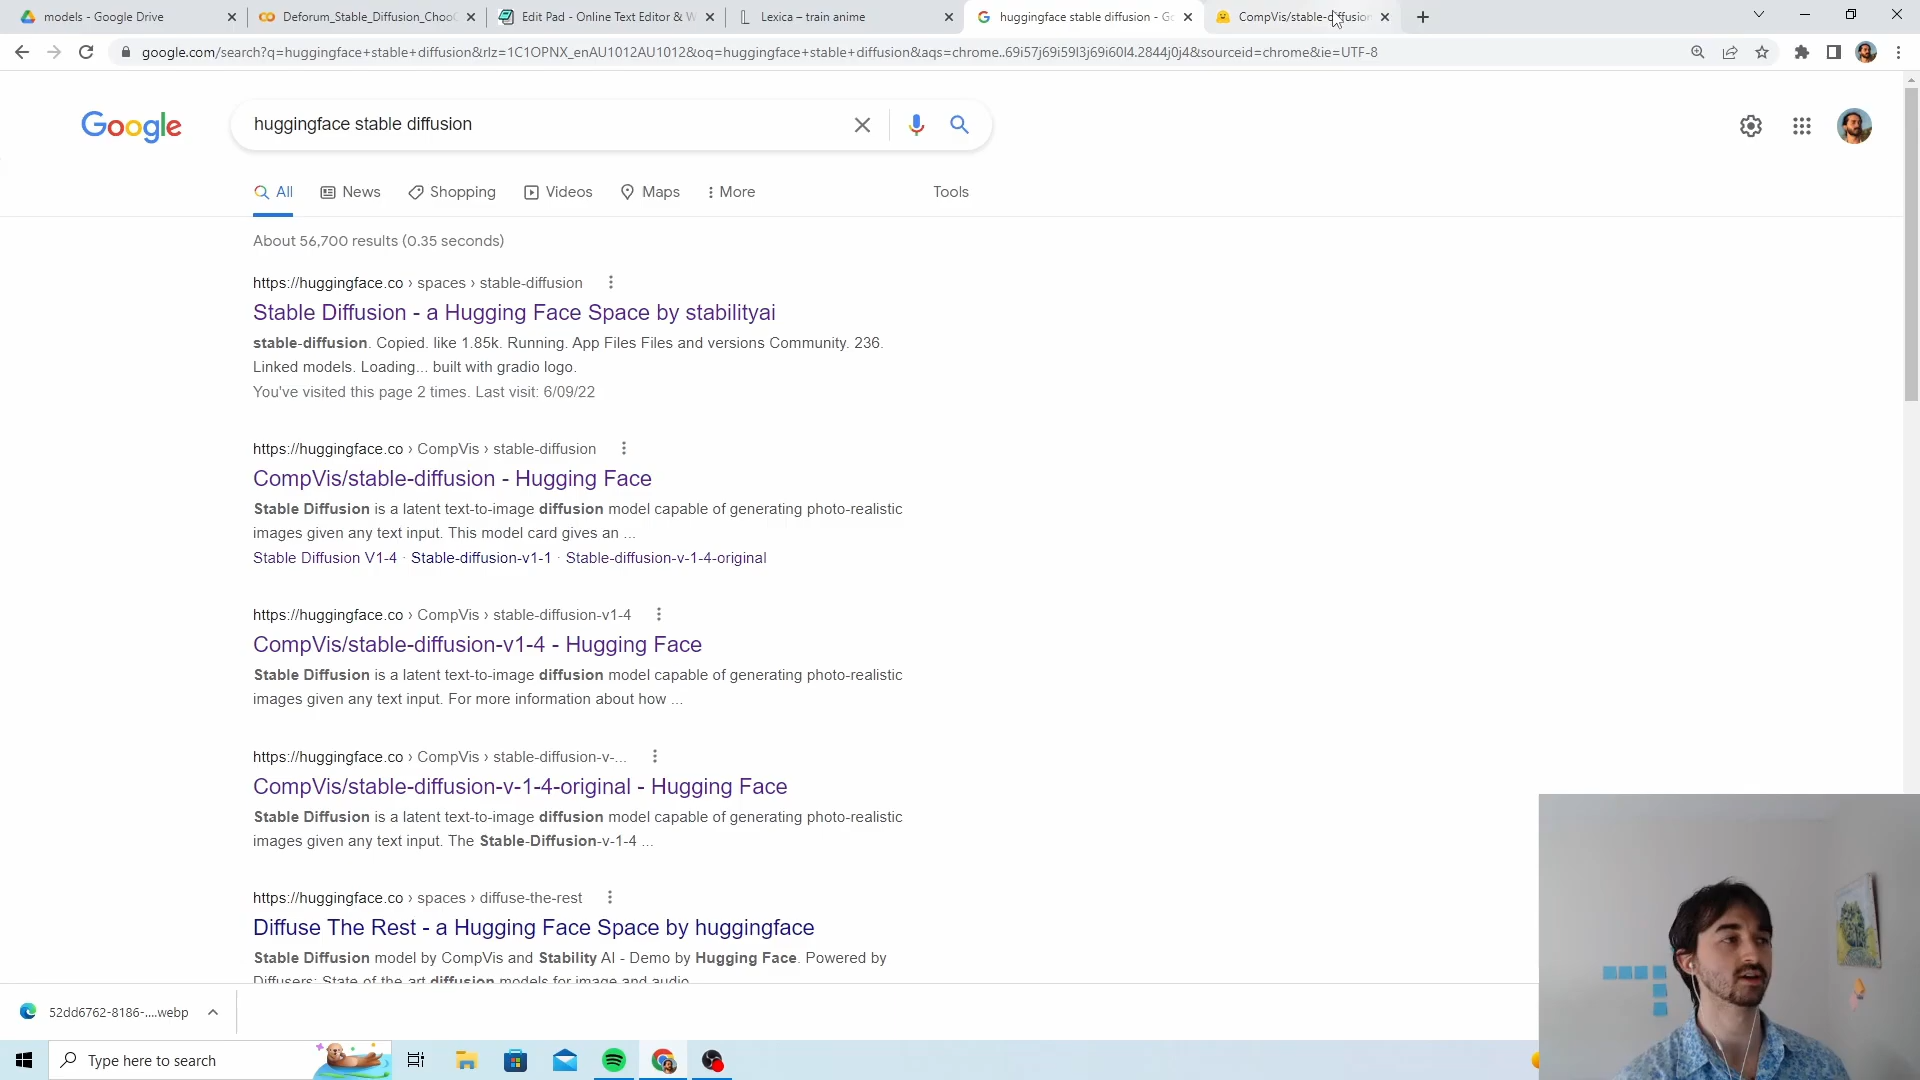 models - Google Drive
Deforum_Stable_Diffusion_Choo
Edit Pad - Online Text Editor & W
Lexica – train anime
huggingface stable diffusion - Go
CompVis/stable-diffusion
google.com/search?q=huggingface+stable+diffusion&rlz=1C1OPNX_enAU1012AU1012&oq=huggingface+stable+diffusion&aqs=chrome..69i57j69i59l3j69i60l4.2844j0j4&sourceid=chrome&ie=UTF-8
Google
huggingface stable diffusion
All
News
Shopping
Videos
Maps
More
Tools
About 56,700 results (0.35 seconds)
https://huggingface.co › spaces › stable-diffusion
Stable Diffusion - a Hugging Face Space by stabilityai
stable-diffusion. Copied. like 1.85k. Running. App Files Files and versions Community. 236.
Linked models. Loading... built with gradio logo.
You've visited this page 2 times. Last visit: 6/09/22
https://huggingface.co › CompVis › stable-diffusion
CompVis/stable-diffusion - Hugging Face
Stable Diffusion is a latent text-to-image diffusion model capable of generating photo-realistic
images given any text input. This model card gives an ...
Stable Diffusion V1-4 · Stable-diffusion-v1-1 · Stable-diffusion-v-1-4-original
https://huggingface.co › CompVis › stable-diffusion-v1-4
CompVis/stable-diffusion-v1-4 - Hugging Face
Stable Diffusion is a latent text-to-image diffusion model capable of generating photo-realistic
images given any text input. For more information about how ...
https://huggingface.co › CompVis › stable-diffusion-v-...
CompVis/stable-diffusion-v-1-4-original - Hugging Face
Stable Diffusion is a latent text-to-image diffusion model capable of generating photo-realistic
images given any text input. The Stable-Diffusion-v-1-4 ...
https://huggingface.co › spaces › diffuse-the-rest
Diffuse The Rest - a Hugging Face Space by huggingface
Stable Diffusion model by CompVis and Stability AI - Demo by Hugging Face. Powered by
Diffusers: State of the art diffusion models for image and audio
52dd6762-8186-....webp
Type here to search